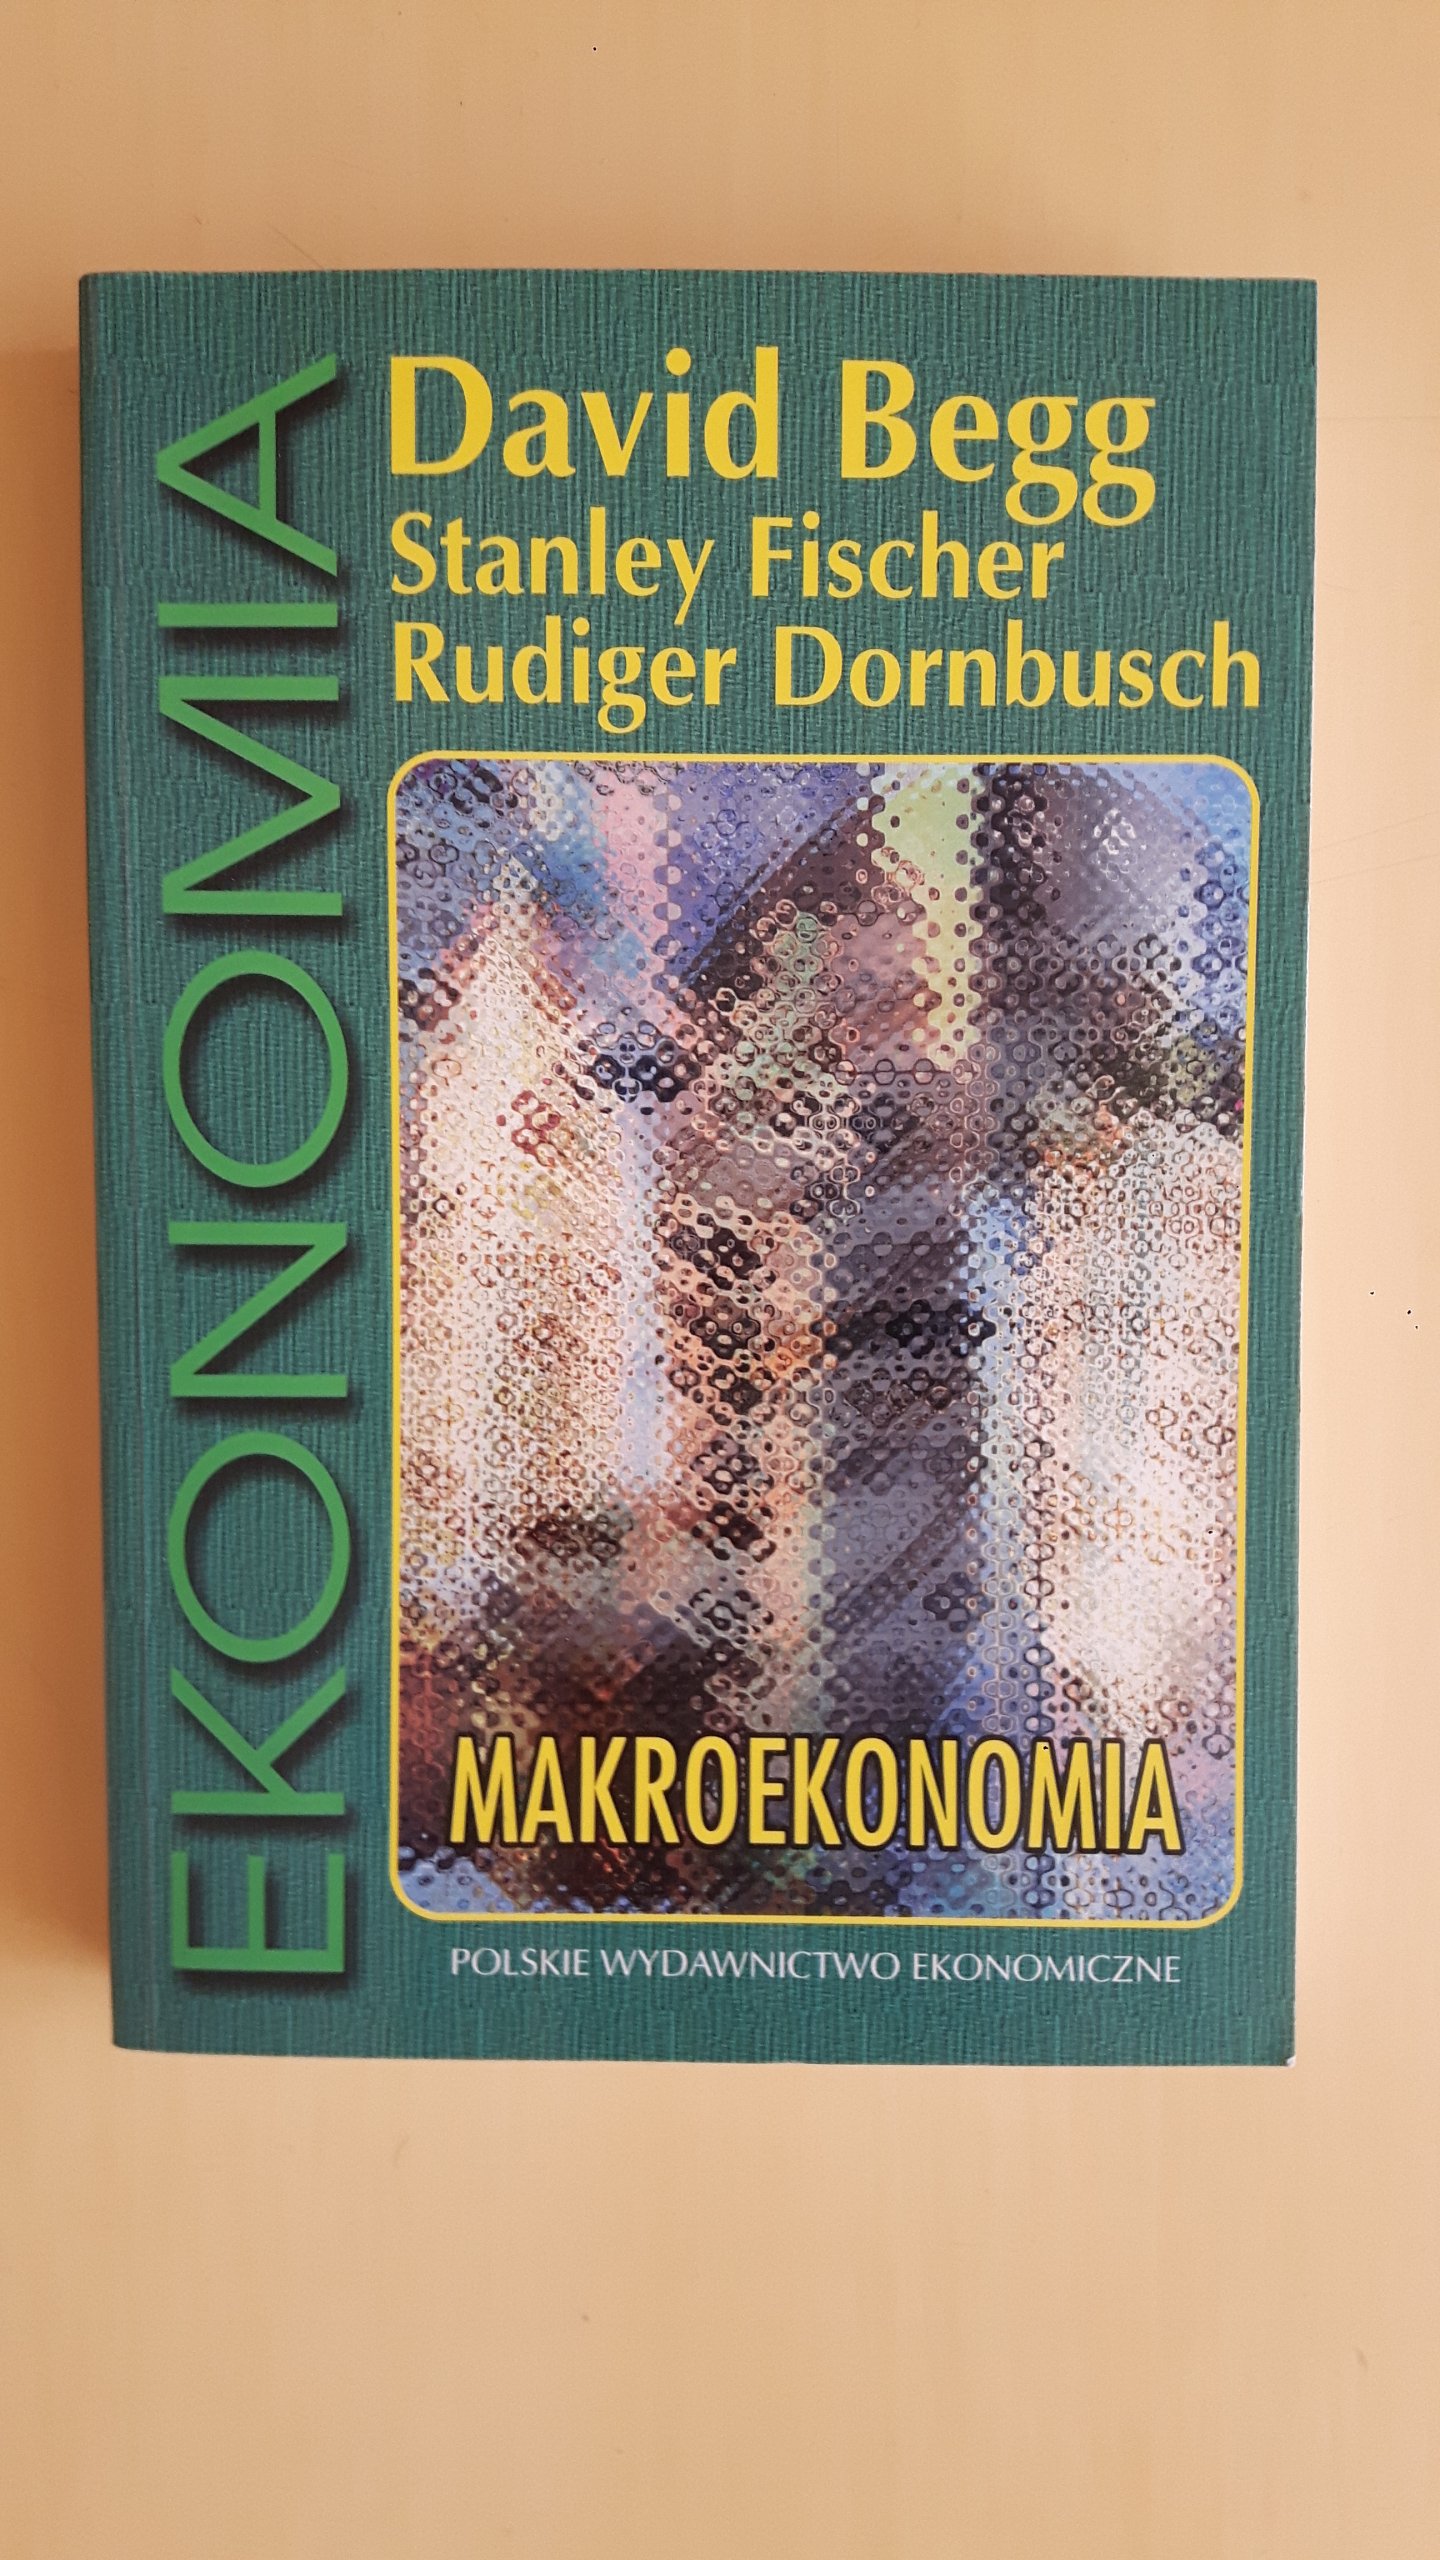 EKONOMIA
David Begg
Stanley Fischer
Rudiger Dornbusch
MAKROEKONOMIA
POLSKIE WYDAWNICTWO EKONOMICZNE